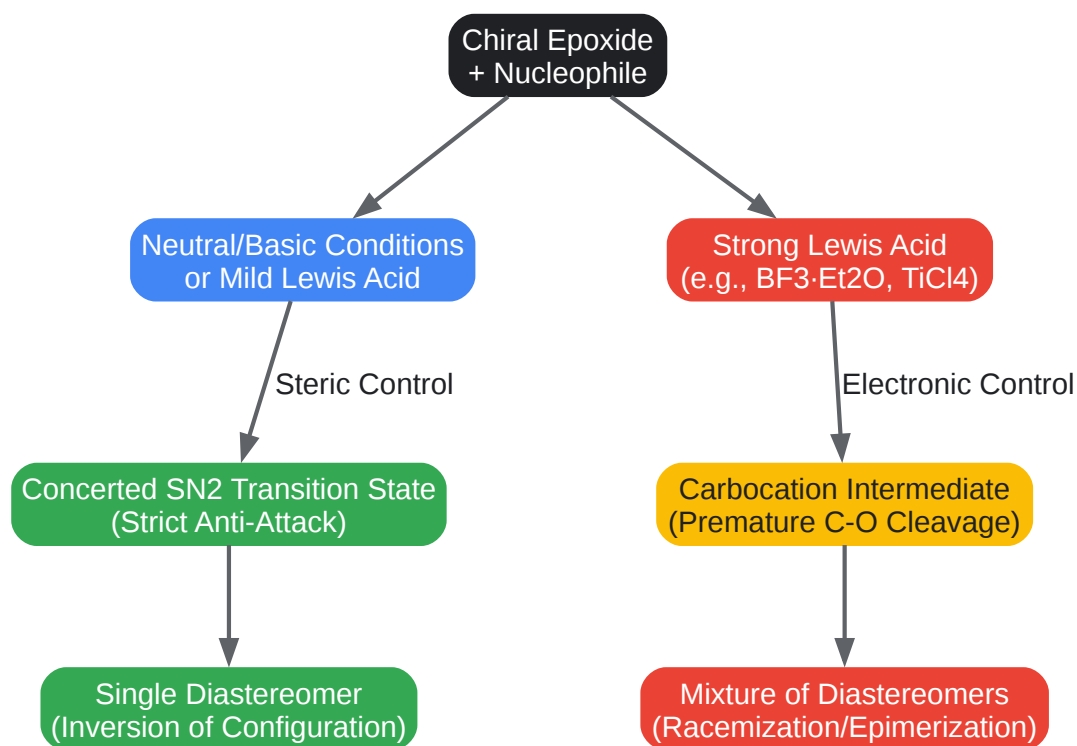 Chiral Epoxide
+ Nucleophile
Neutral/Basic Conditions
or Mild Lewis Acid
Strong Lewis Acid
(e.g., BF3·Et2O, TiCl4)
Steric Control
Electronic Control
Concerted SN2 Transition State
(Strict Anti-Attack)
Carbocation Intermediate
(Premature C-O Cleavage)
Single Diastereomer
(Inversion of Configuration)
Mixture of Diastereomers
(Racemization/Epimerization)